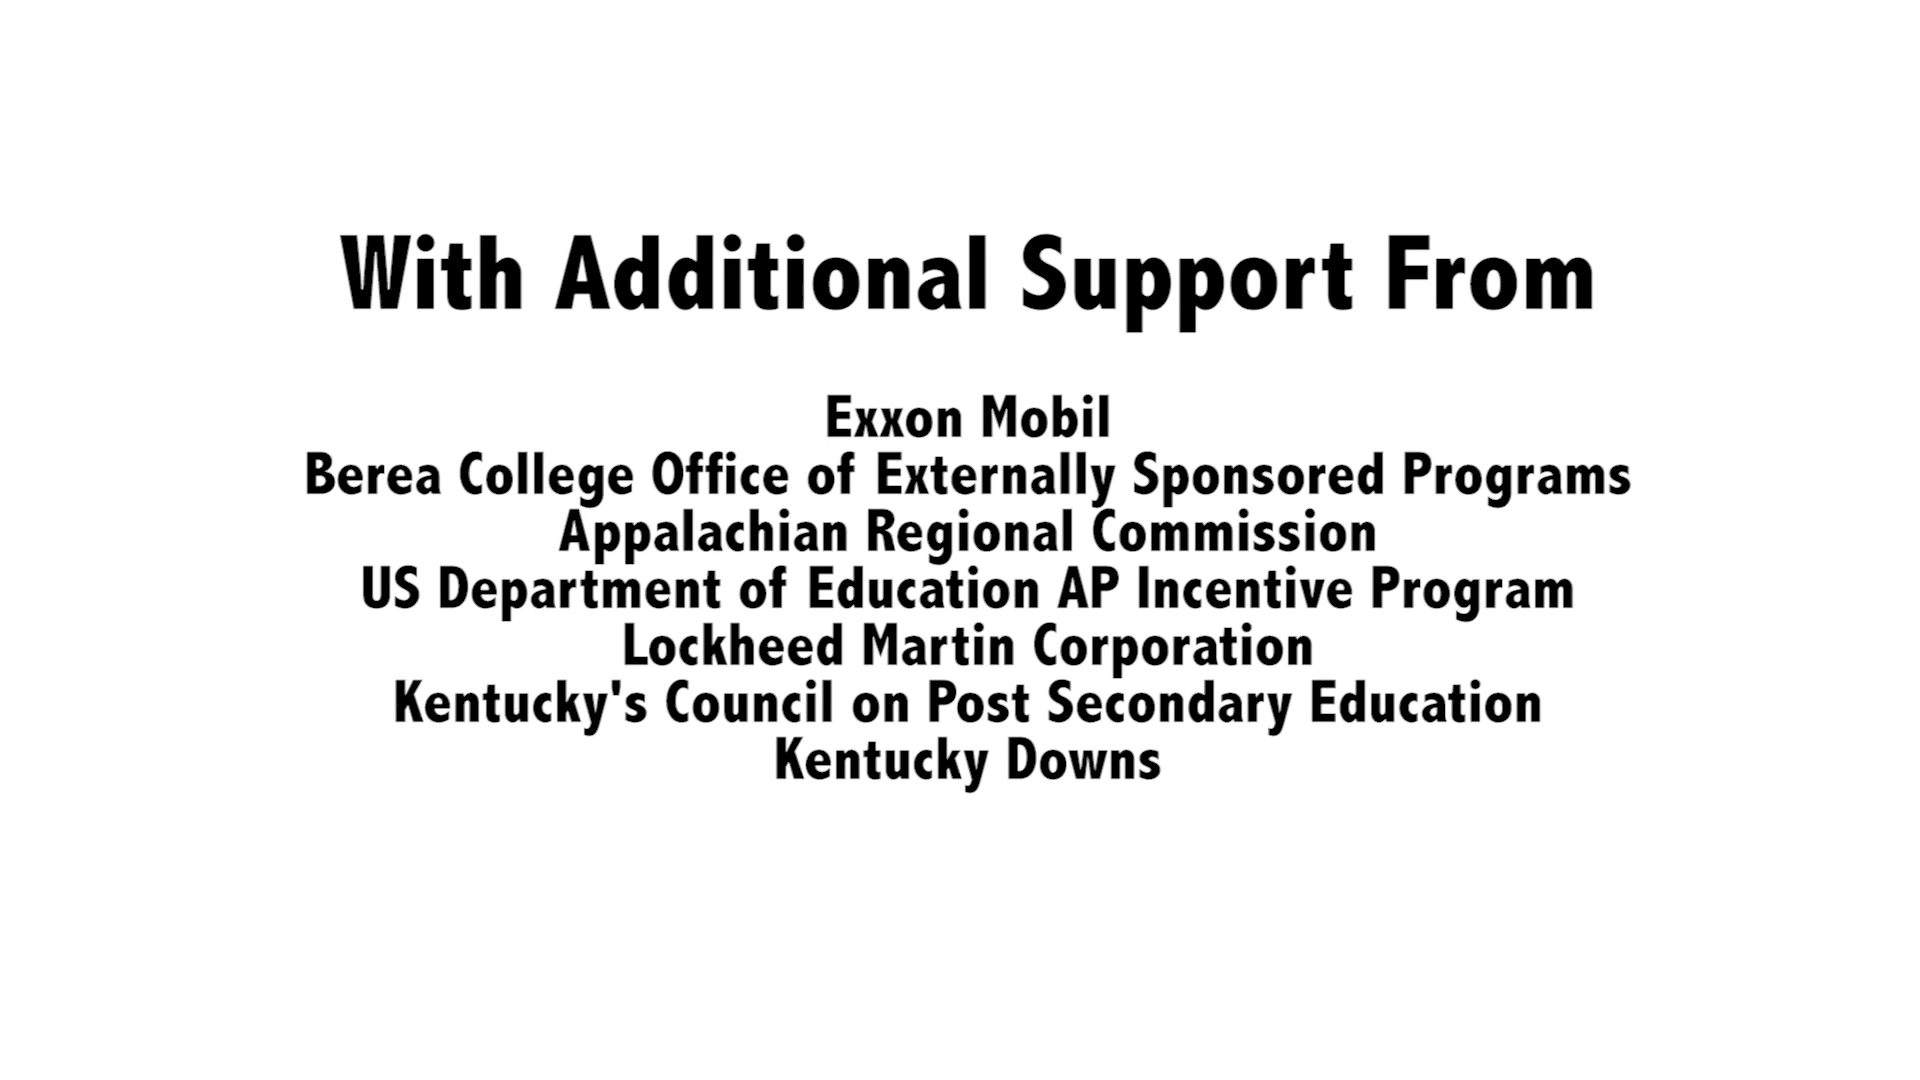 With Additional Support From
Exxon Mobil
Berea College Office of Externally Sponsored Programs
Appalachian Regional Commission
US Department of Education AP Incentive Program
Lockheed Martin Corporation
Kentucky's Council on Post Secondary Education
Kentucky Downs